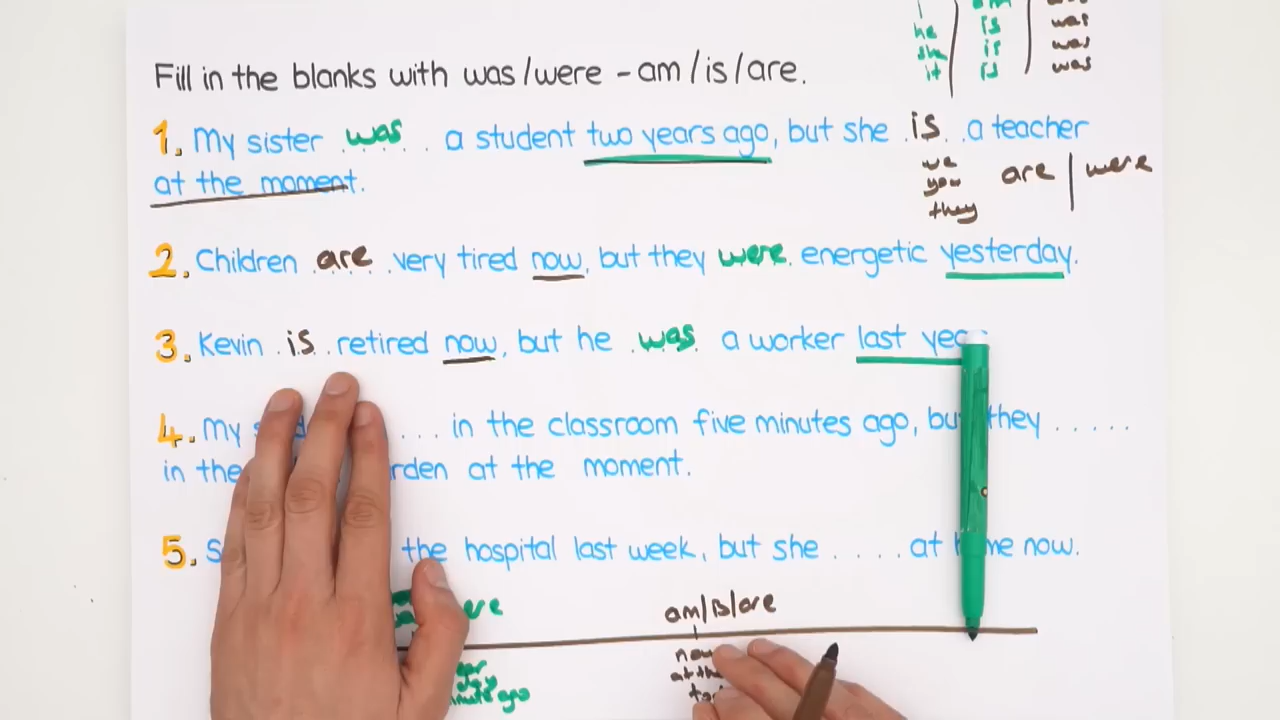 he is was
she is was
it is was
Fill in the blanks with was/were - am/is/are.
1. My sister .was. . a student two years ago, but she .is. . a teacher
at the moment.
we
you are | were
they
2. Children .are. . very tired now, but they were. energetic yesterday.
3. Kevin .is. . retired now, but he .was. a worker last
4. My . . . in the classroom five minutes ago, they . . . . .
in the at the moment.
5. the hospital last week, but she . . . . at now.
am/is/are
ago